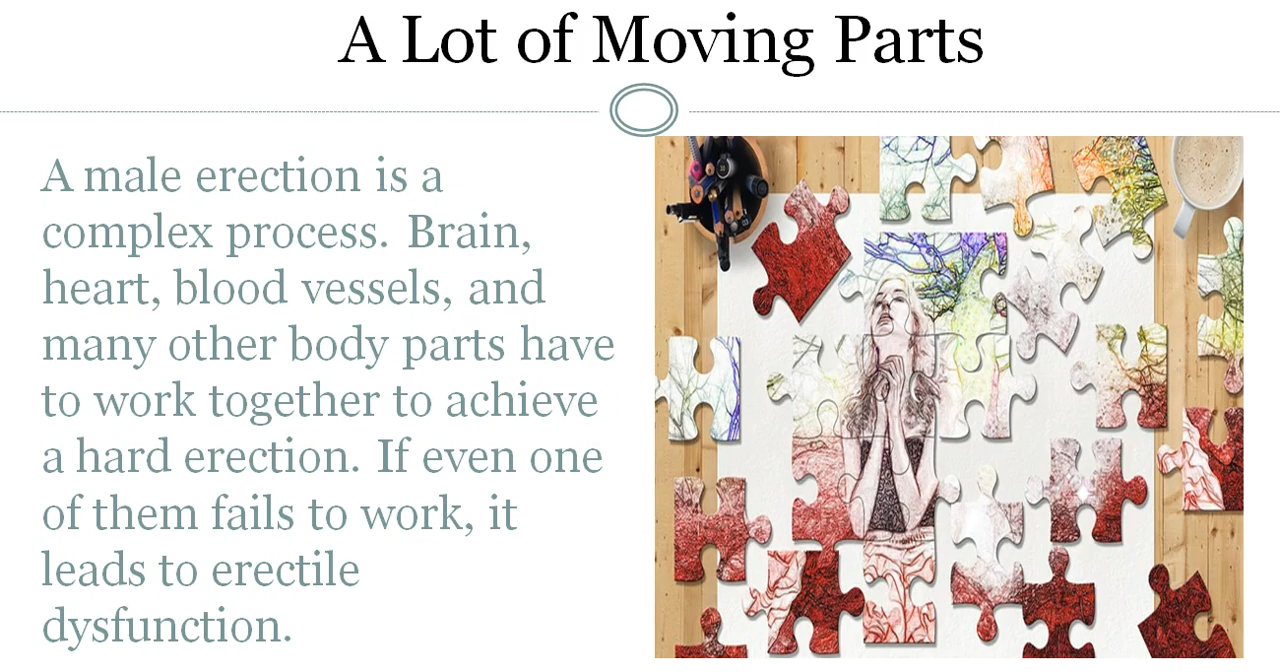 A Lot of Moving Parts
A male erection is a
complex process. Brain,
heart, blood vessels, and
many other body parts have
to work together to achieve
a hard erection. If even one
of them fails to work, it
leads to erectile
dysfunction.